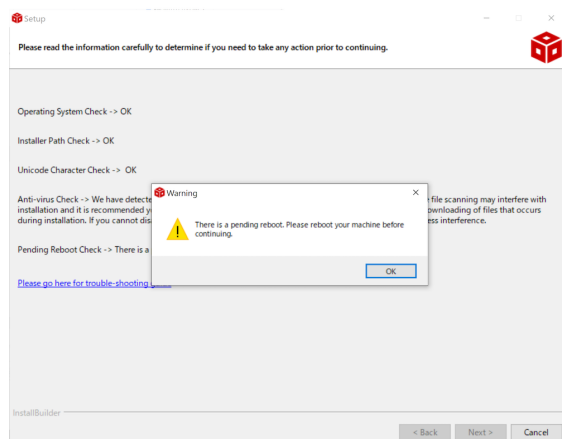 Setup
Please read the information carefully to determine if you need to take any action prior to continuing.
Operating System Check -> OK
Installer Path Check -> OK
Unicode Character Check -> OK
Anti-virus Check -> We have detecte
file scanning may interfere with
installation and it is recommended y
ownloading of files that occurs
during installation. If you cannot dis
ess interference.
Pending Reboot Check -> There is a
Please go here for trouble-shooting
Warning
There is a pending reboot. Please reboot your machine before
continuing.
OK
InstallBuilder
< Back
Next >
Cancel